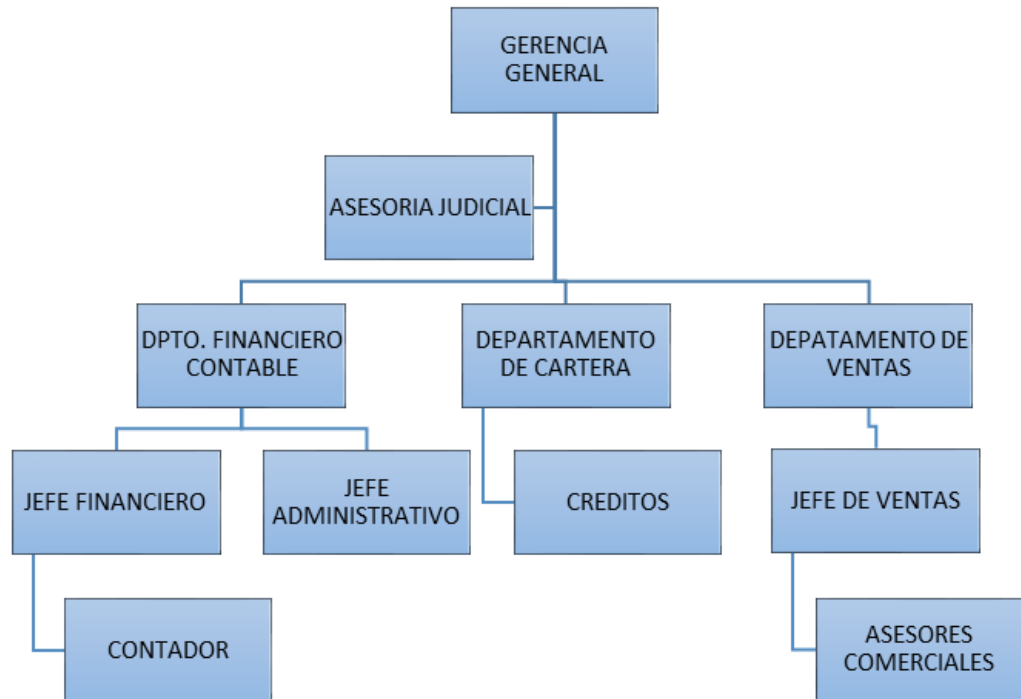 GERENCIA
GENERAL
ASESORIA JUDICIAL
DPTO. FINANCIERO
CONTABLE
DEPARTAMENTO
DE CARTERA
DEPATAMENTO DE
VENTAS
JEFE FINANCIERO
JEFE
ADMINISTRATIVO
CREDITOS
JEFE DE VENTAS
CONTADOR
ASESORES
COMERCIALES